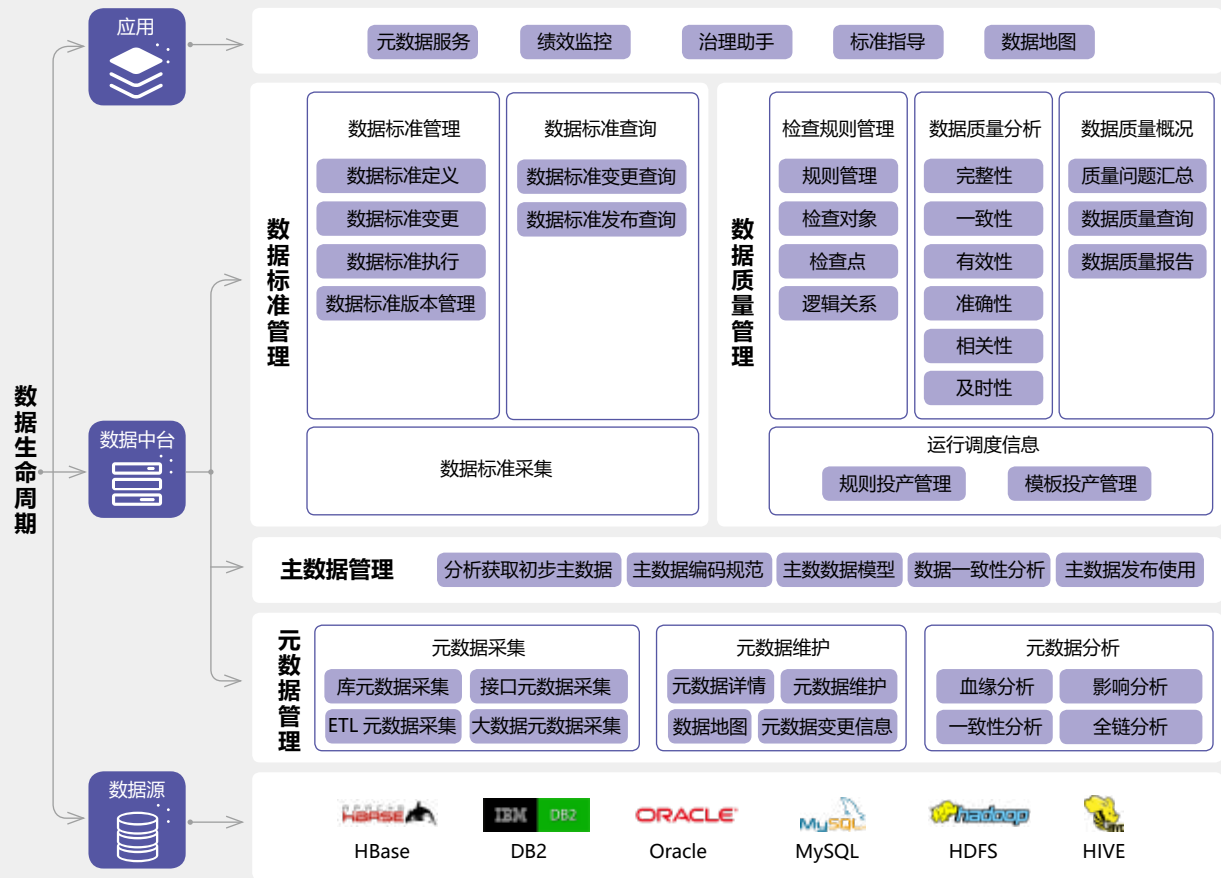 数据生命周期
应用
元数据服务
绩效监控
治理助手
标准指导
数据地图
数据中台
数据标准管理
数据标准管理
数据标准定义
数据标准变更
数据标准执行
数据标准版本管理
数据标准查询
数据标准变更查询
数据标准发布查询
数据标准采集
数据质量管理
检查规则管理
规则管理
检查对象
检查点
逻辑关系
数据质量分析
完整性
一致性
有效性
准确性
相关性
及时性
数据质量概况
质量问题汇总
数据质量查询
数据质量报告
运行调度信息
规则投产管理
模板投产管理
主数据管理
分析获取初步主数据
主数据编码规范
主数数据模型
数据一致性分析
主数据发布使用
元数据管理
元数据采集
库元数据采集
接口元数据采集
ETL 元数据采集
大数据元数据采集
元数据维护
元数据详情
元数据维护
数据地图
元数据变更信息
元数据分析
血缘分析
影响分析
一致性分析
全链分析
数据源
HBASE
IBM
DB2
ORACLE
MySQL
hadoop
HIVE
HBase
DB2
Oracle
MySQL
HDFS
HIVE